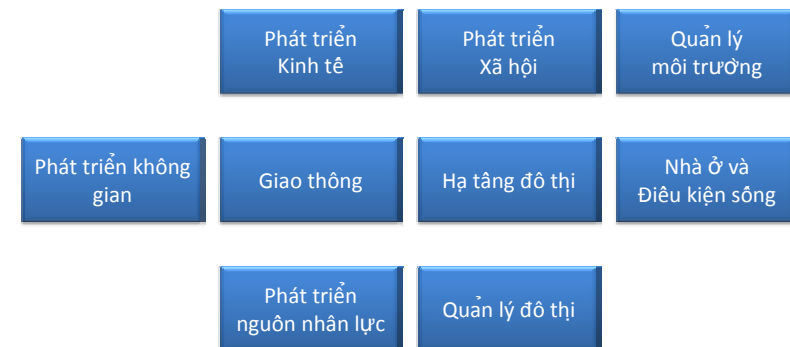 Phát triển
Kinh tế
Phát triển
Xã hội
Quản lý
môi trường
Phát triển không
gian
Giao thông
Hạ tầng đô thị
Nhà ở và
Điều kiện sống
Phát triển
nguồn nhân lực
Quản lý đô thị